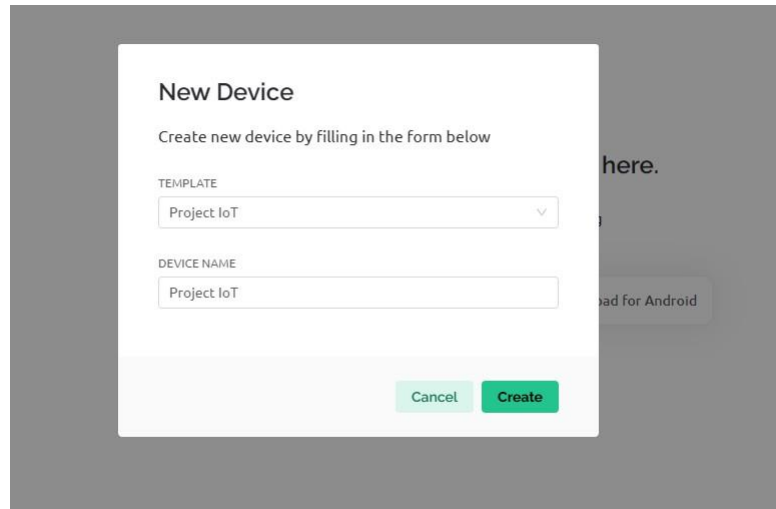 New Device
Create new device by filling in the form below
here.
TEMPLATE
Project IoT
DEVICE NAME
Project IoT
for Android
Cancel
Create